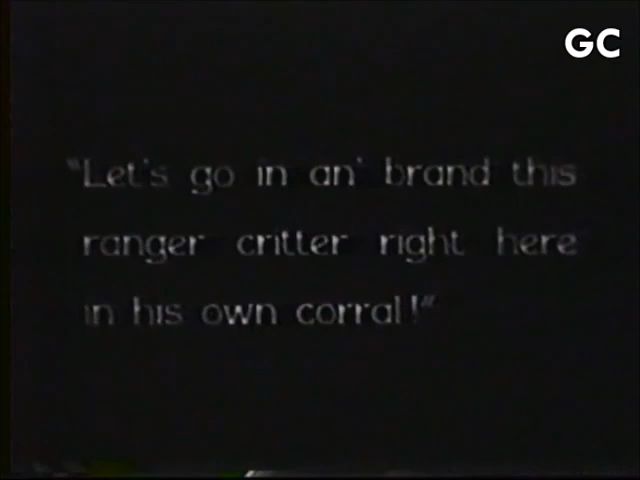 GC
"Let's go in an' brand this
ranger critter right here
in his own corral!"